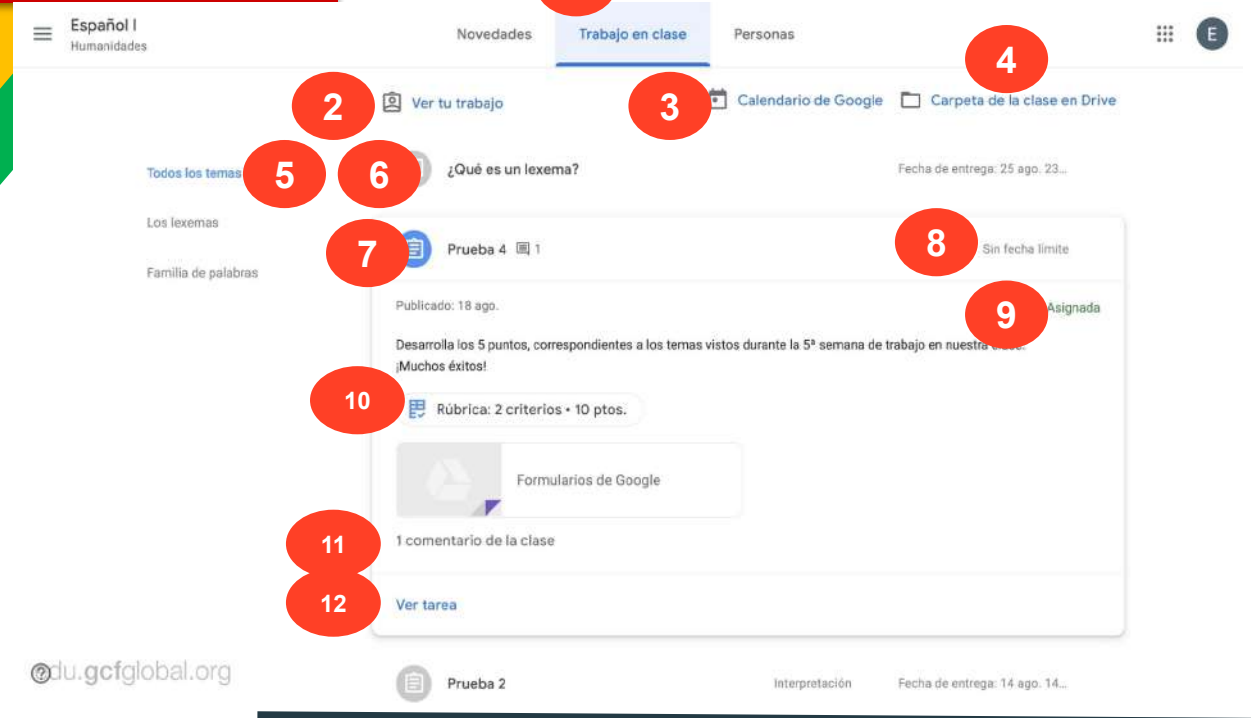 Español I
Humanidades
Novedades
Trabajo en clase
Personas
E
4
2
Ver tu trabajo
3
Calendario de Google
Carpeta de la clase en Drive
Todos los temas
5
6
¿Qué es un lexema?
Fecha de entrega: 25 ago. 23...
Los lexemas
7
Prueba 4
1
8
Sin fecha límite
Familia de palabras
Publicado: 18 ago.
9
Asignada
Desarrolla los 5 puntos, correspondientes a los temas vistos durante la 5ª semana de trabajo en nuestra
¡Muchos éxitos!
10
Rúbrica: 2 criterios • 10 ptos.
Formularios de Google
11
1 comentario de la clase
12
Ver tarea
edu.gcfglobal.org
Prueba 2
Interpretación
Fecha de entrega: 14 ago. 14...